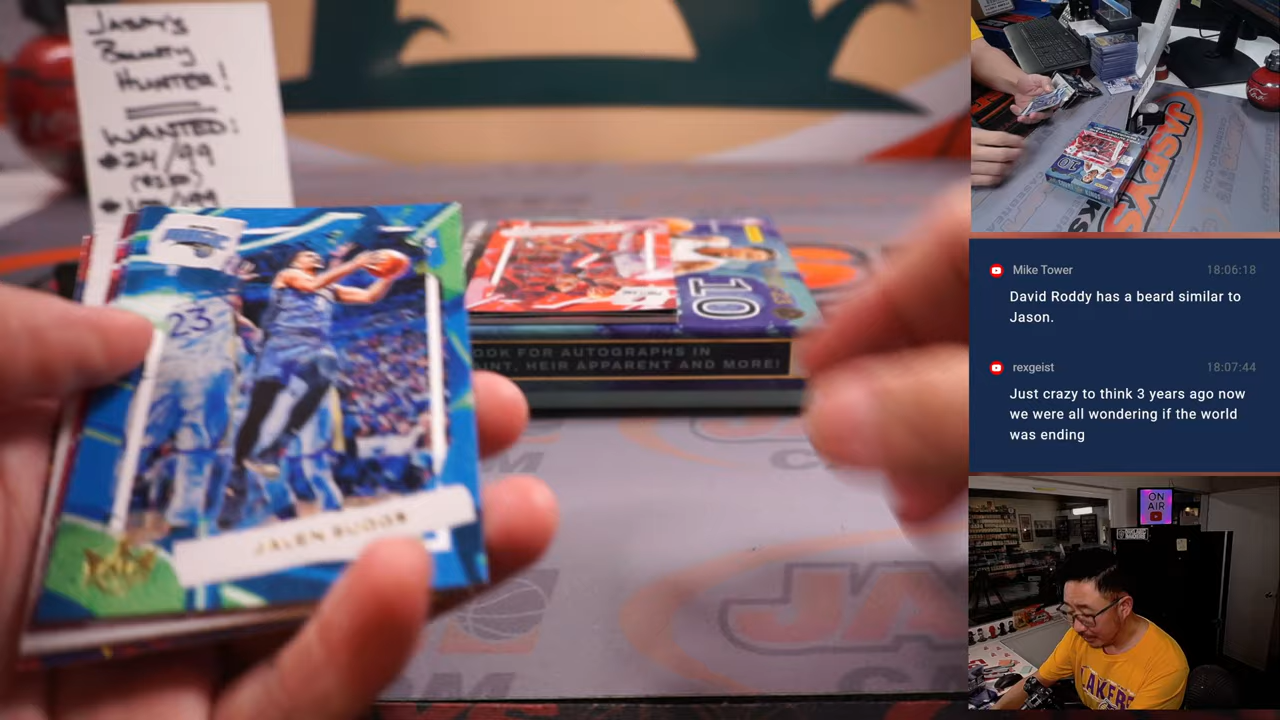 JASPY'S
BOUNTY
HUNTER!
WANTED:
#24/99
23
JALEN SUGGS
10
LOOK FOR AUTOGRAPHS IN
HEIR APPARENT AND MORE!
JASPYS
Mike Tower 18:06:18
David Roddy has a beard similar to
Jason.
rexgeist 18:07:44
Just crazy to think 3 years ago now
we were all wondering if the world
was ending
ON
AIR
LAKERS